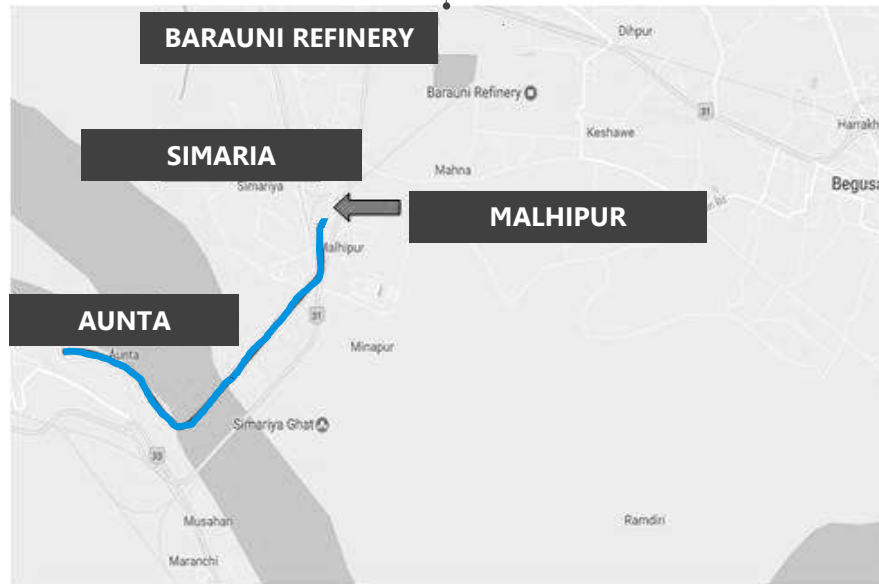 BARAUNI REFINERY
Dihpur
Barauni Refinery
31
Keshawe
Harrakh
SIMARIA
Mahna
Simariya
Begusa
MALHIPUR
Malhipur
AUNTA
31
Aunta
Minapur
Simariya Ghat
33
Musahari
Ramdiri
Maranchi